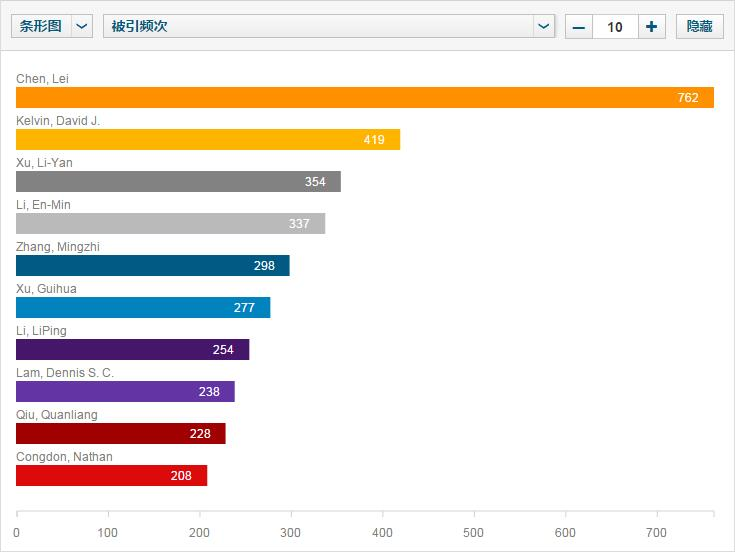 条形图 被引频次 10 隐藏
Chen, Lei
762
Kelvin, David J.
419
Xu, Li-Yan
354
Li, En-Min
337
Zhang, Mingzhi
298
Xu, Guihua
277
Li, LiPing
254
Lam, Dennis S. C.
238
Qiu, Quanliang
228
Congdon, Nathan
208
0 100 200 300 400 500 600 700